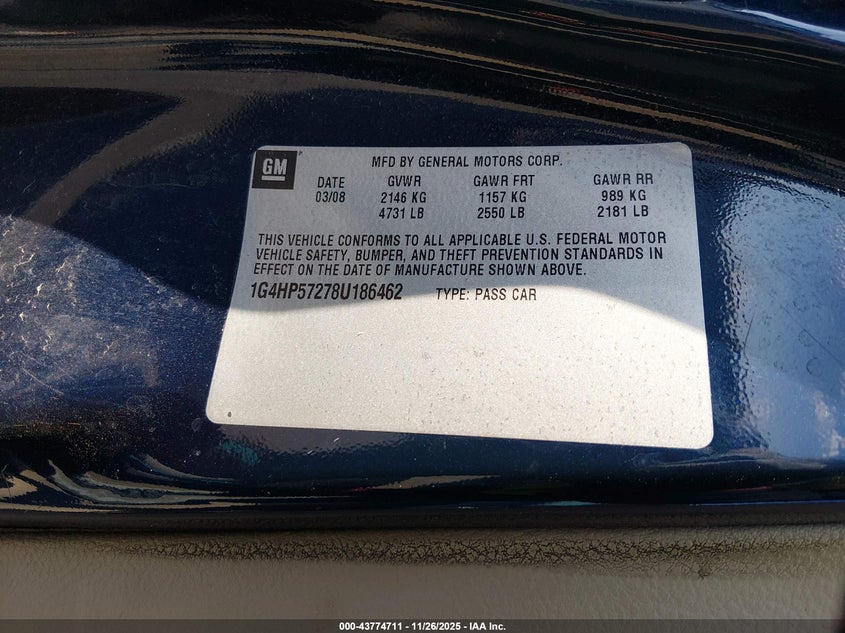 GM
MFD BY GENERAL MOTORS CORP.
DATE GVWR GAWR FRT GAWR RR
03/08 2146 KG 1157 KG 989 KG
4731 LB 2550 LB 2181 LB
THIS VEHICLE CONFORMS TO ALL APPLICABLE U.S. FEDERAL MOTOR
VEHICLE SAFETY, BUMPER, AND THEFT PREVENTION STANDARDS IN
EFFECT ON THE DATE OF MANUFACTURE SHOWN ABOVE.
1G4HP57278U186462 TYPE: PASS CAR
000-43774711 - 11/26/2025 - IAA Inc.